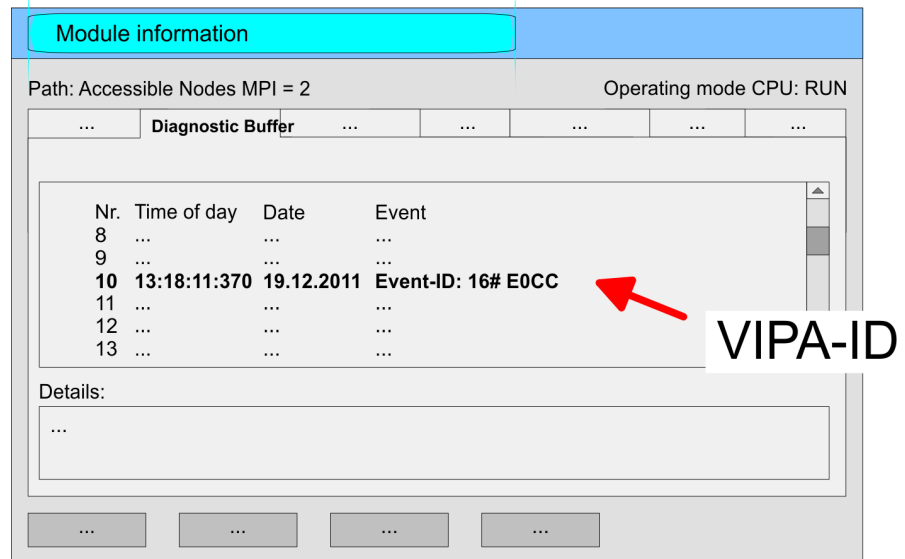 Module information
Path: Accessible Nodes MPI = 2 Operating mode CPU: RUN
... Diagnostic Buffer ... ... ... ... ...
Nr. Time of day Date Event
8 ... ... ...
9 ... ... ...
10 13:18:11:370 19.12.2011 Event-ID: 16# E0CC
11 ... ... ...
12 ... ... ...
13 ... ... ...
VIPA-ID
Details:
...
... ... ... ...